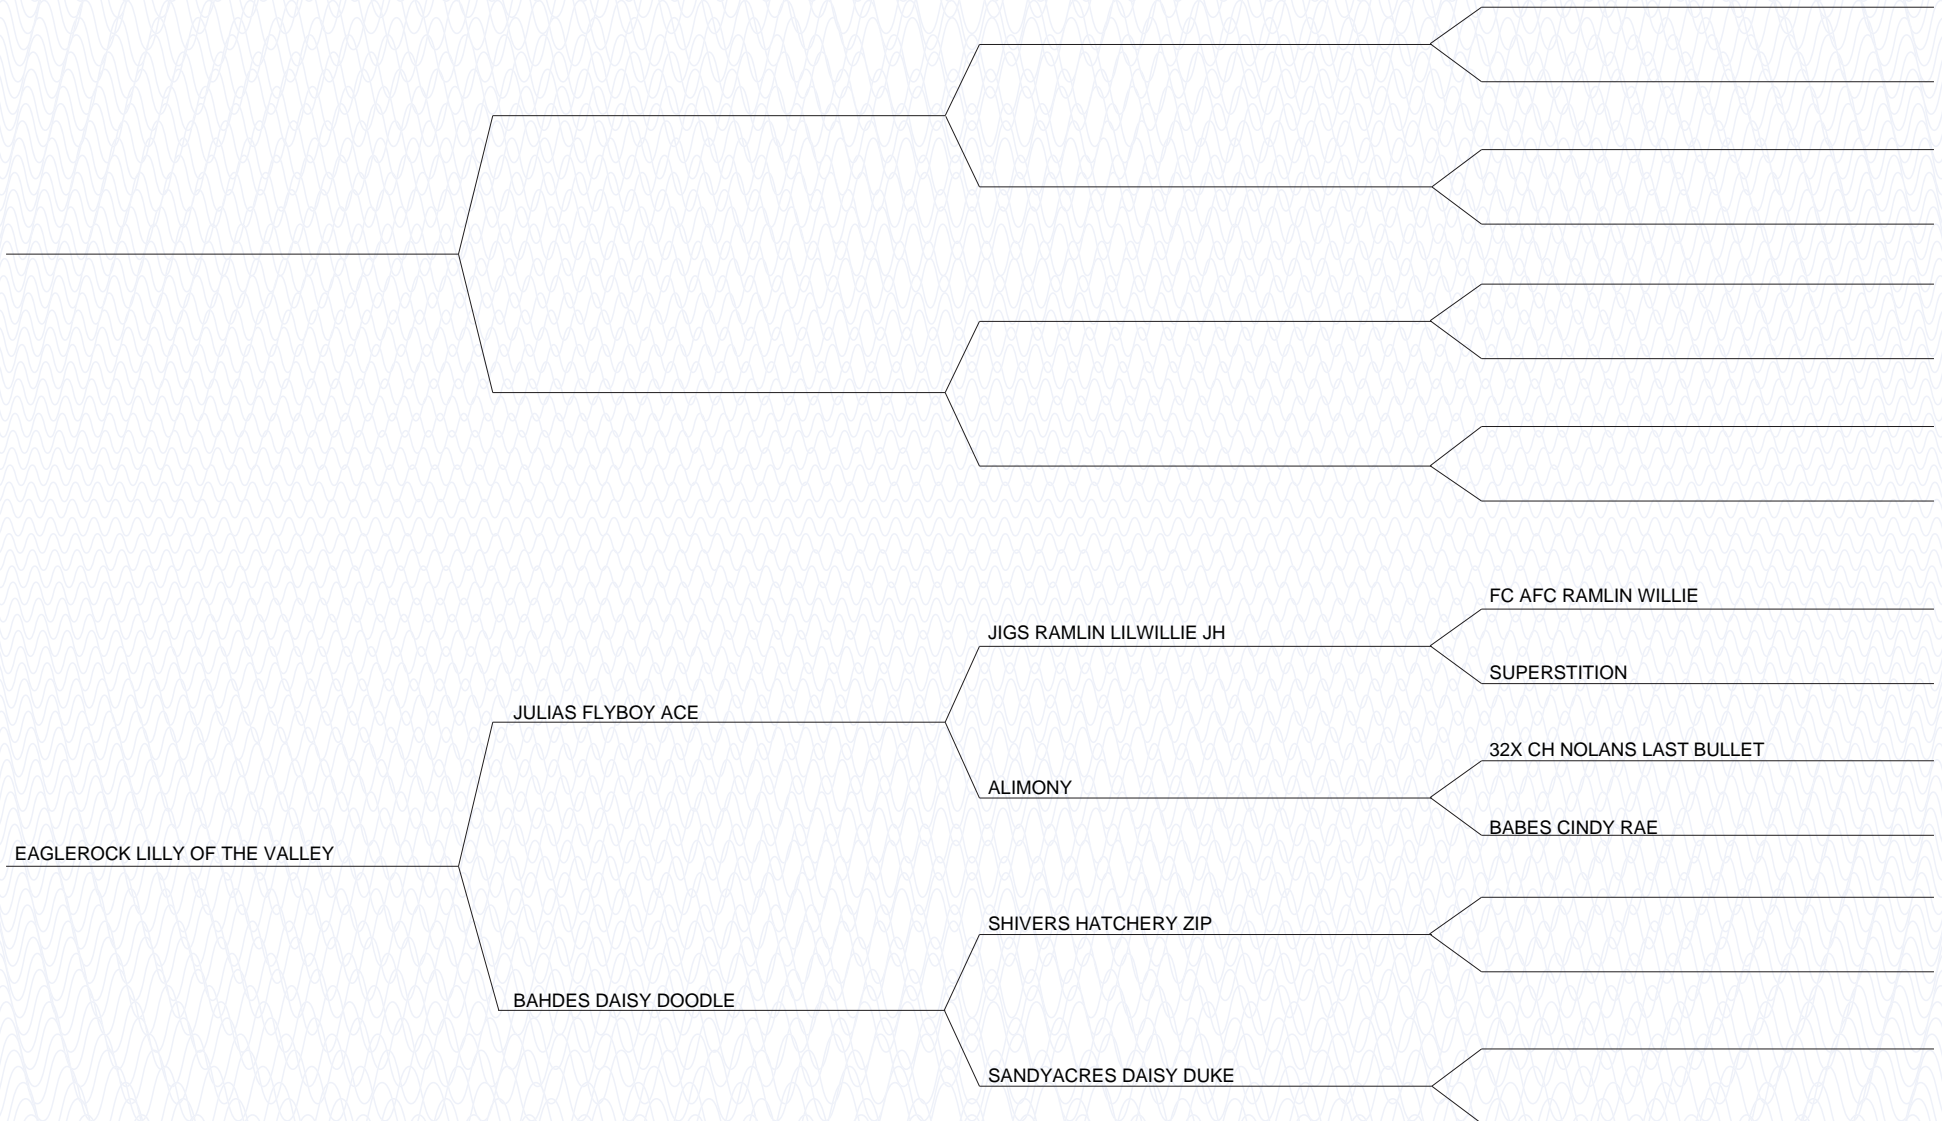 FC AFC RAMLIN WILLIE
JIGS RAMLIN LILWILLIE JH
SUPERSTITION
JULIAS FLYBOY ACE
32X CH NOLANS LAST BULLET
ALIMONY
BABES CINDY RAE
EAGLEROCK LILLY OF THE VALLEY
SHIVERS HATCHERY ZIP
BAHDES DAISY DOODLE
SANDYACRES DAISY DUKE